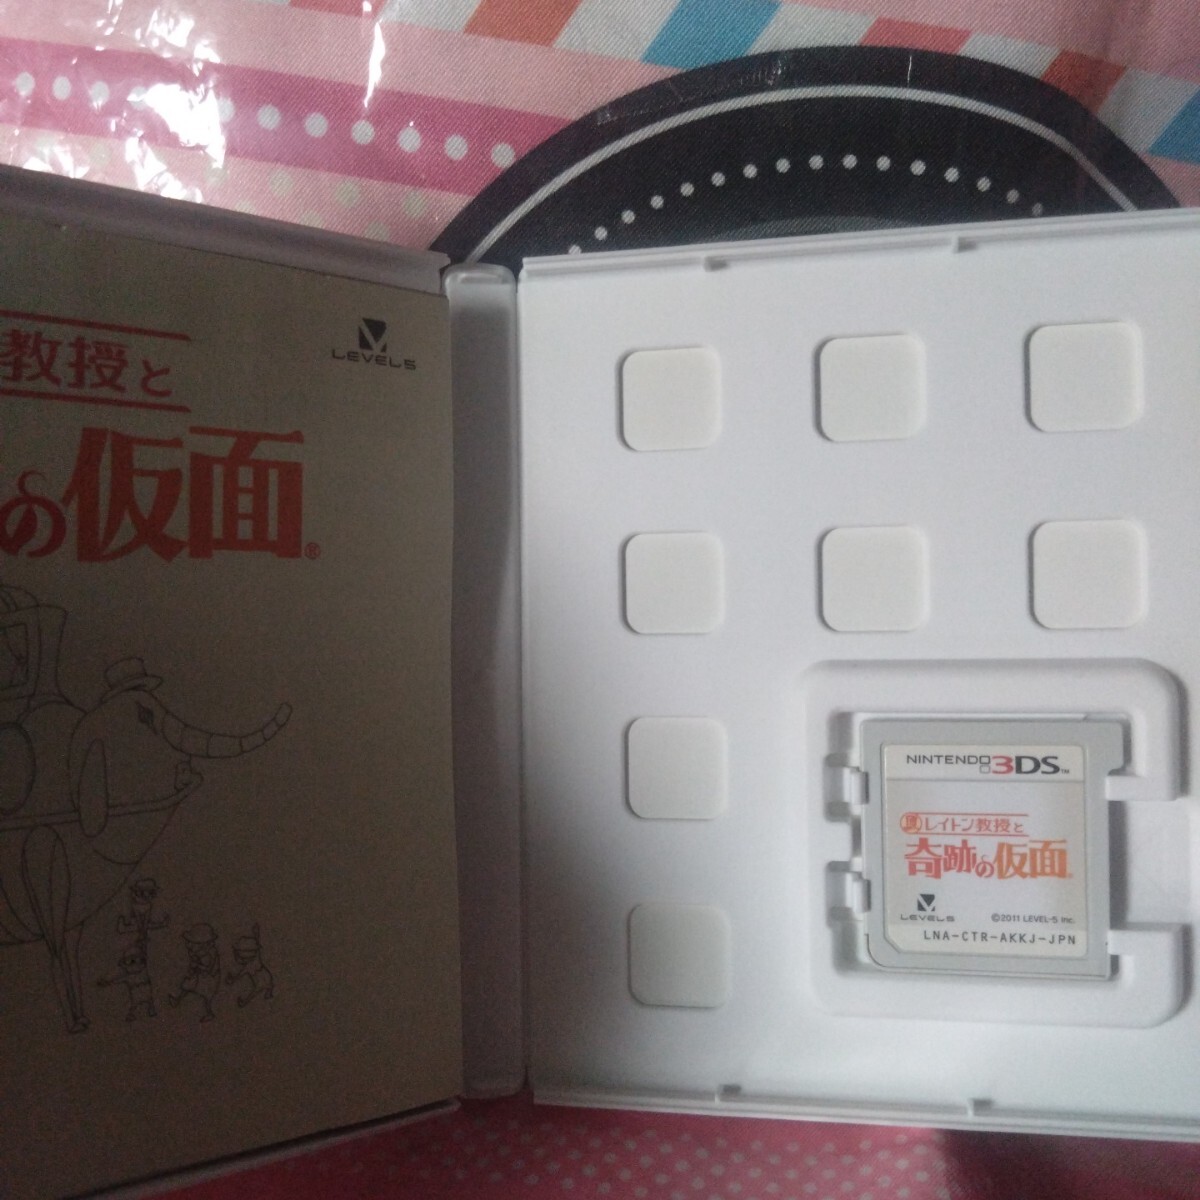 教授と
の仮面®
LEVEL5
NINTENDO 3DS™
レイトン教授と
奇跡の仮面®
LEVEL5
©2011 LEVEL-5 Inc.
LNA-CTR-AKKJ-JPN